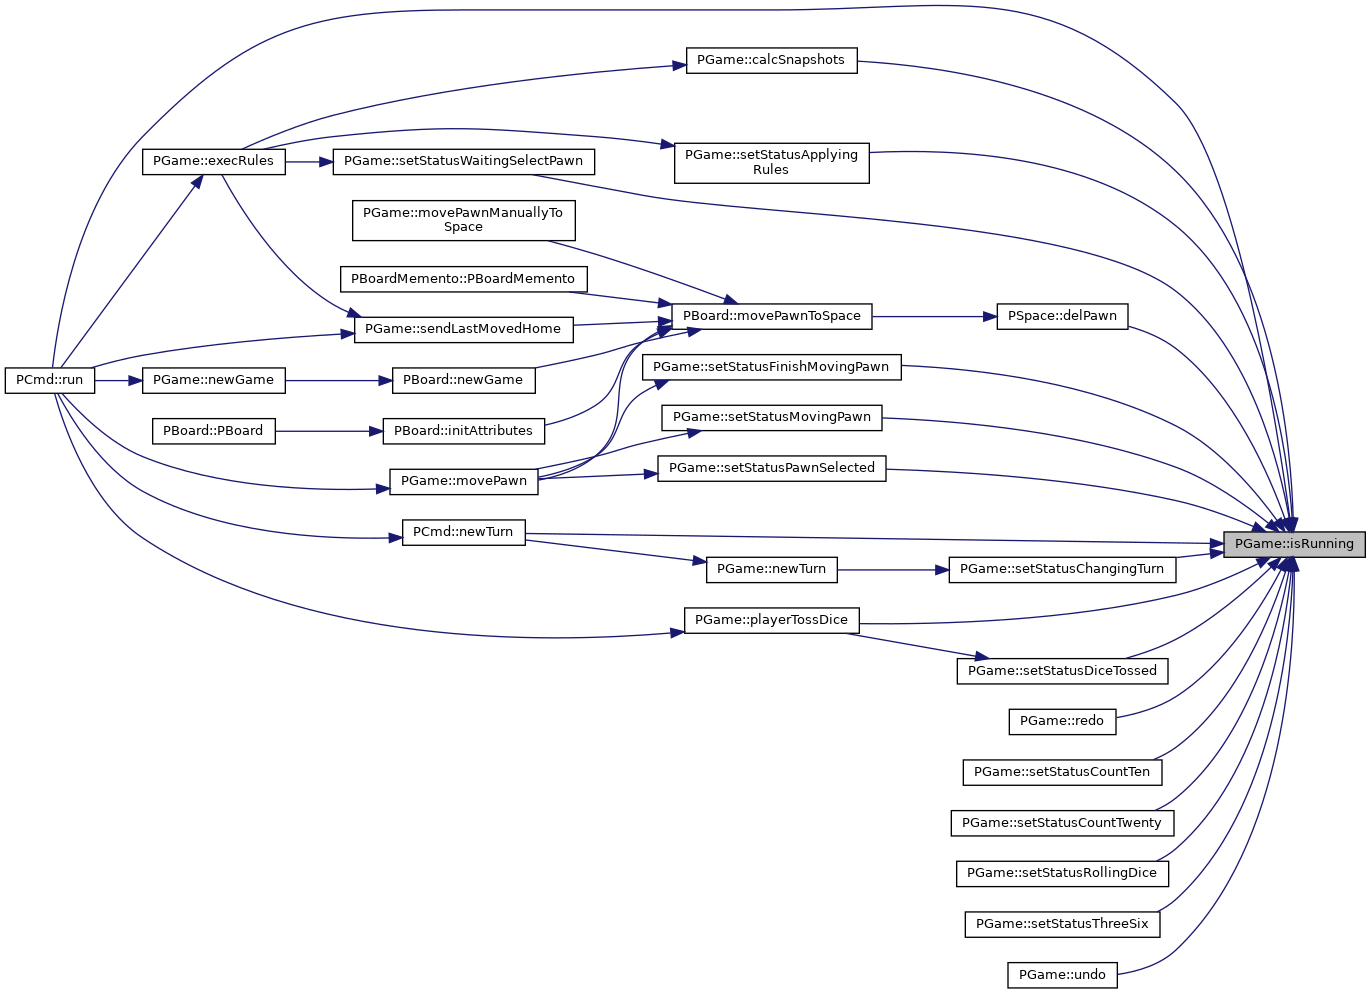 PGame::calcSnapshots
PGame::execRules
PGame::setStatusWaitingSelectPawn
PGame::setStatusApplying
Rules
PGame::movePawnManuallyTo
Space
PBoardMemento::PBoardMemento
PGame::sendLastMovedHome
PBoard::movePawnToSpace
PSpace::delPawn
PCmd::run
PGame::newGame
PBoard::newGame
PGame::setStatusFinishMovingPawn
PBoard::PBoard
PBoard::initAttributes
PGame::setStatusMovingPawn
PGame::movePawn
PGame::setStatusPawnSelected
PCmd::newTurn
PGame::isRunning
PGame::newTurn
PGame::setStatusChangingTurn
PGame::playerTossDice
PGame::setStatusDiceTossed
PGame::redo
PGame::setStatusCountTen
PGame::setStatusCountTwenty
PGame::setStatusRollingDice
PGame::setStatusThreeSix
PGame::undo